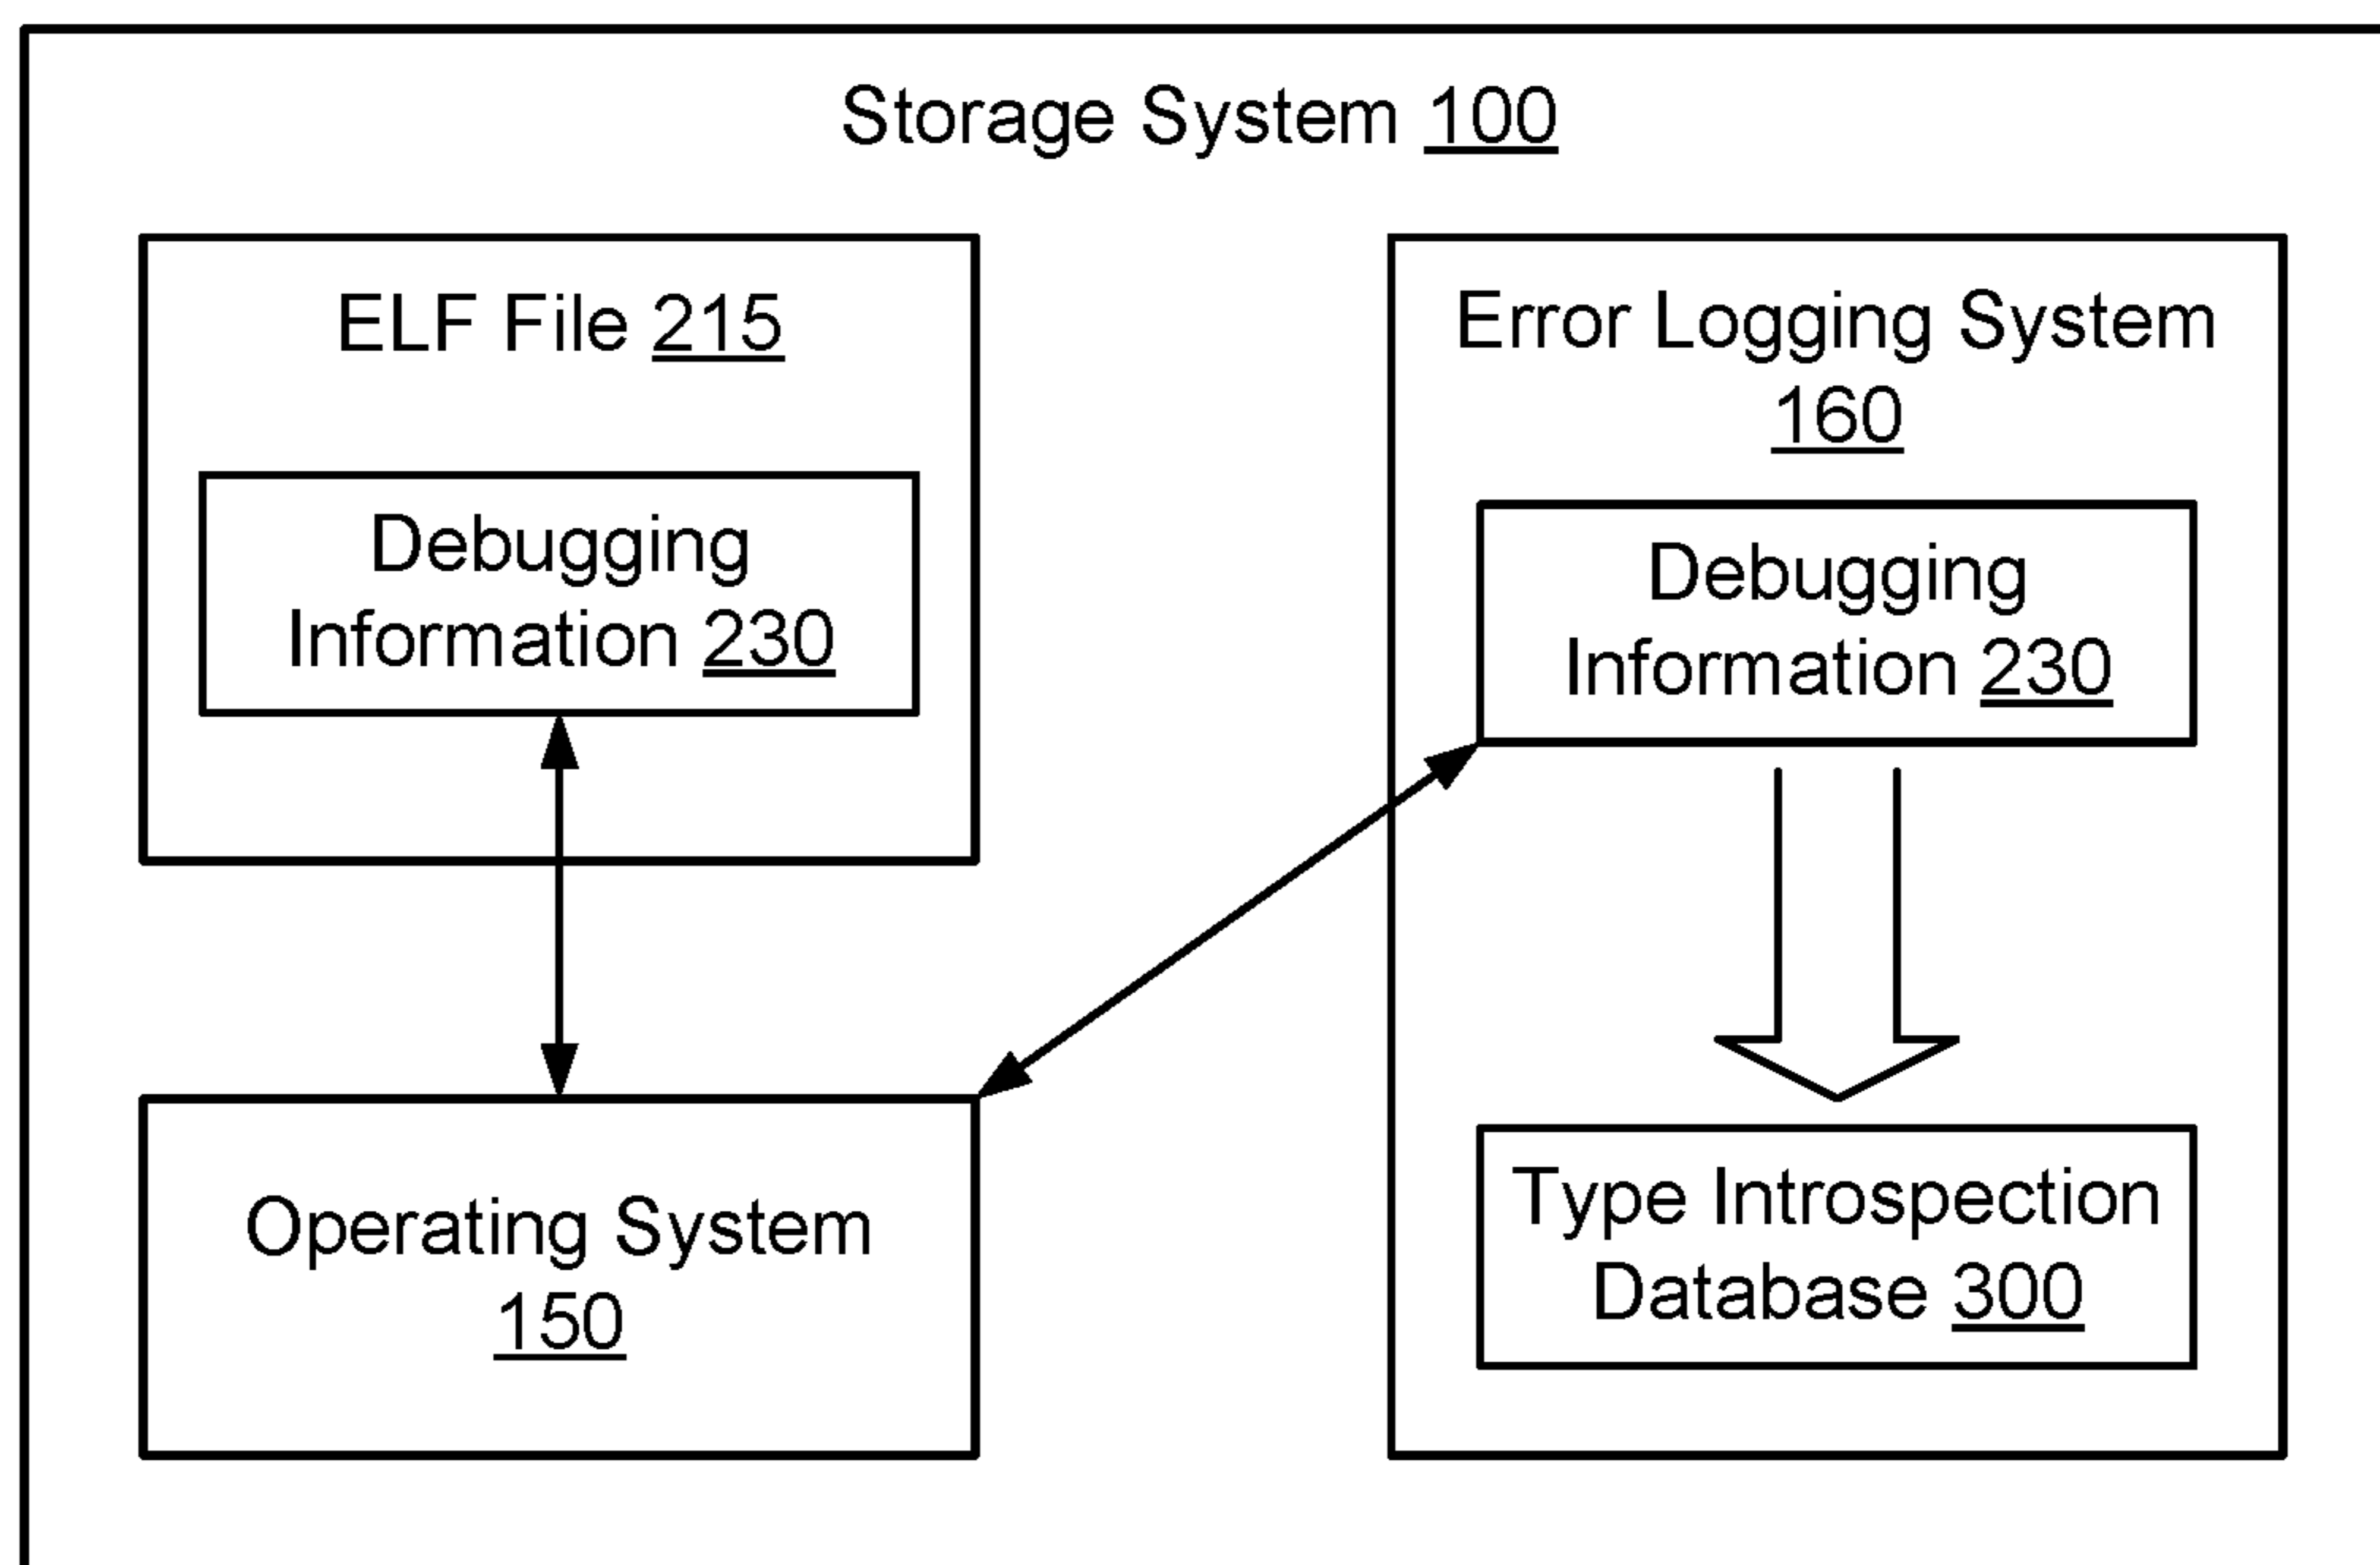 Storage System 100
ELF File 215
Debugging
Information 230
Operating System
150
Error Logging System
160
Debugging
Information 230
Type Introspection
Database 300